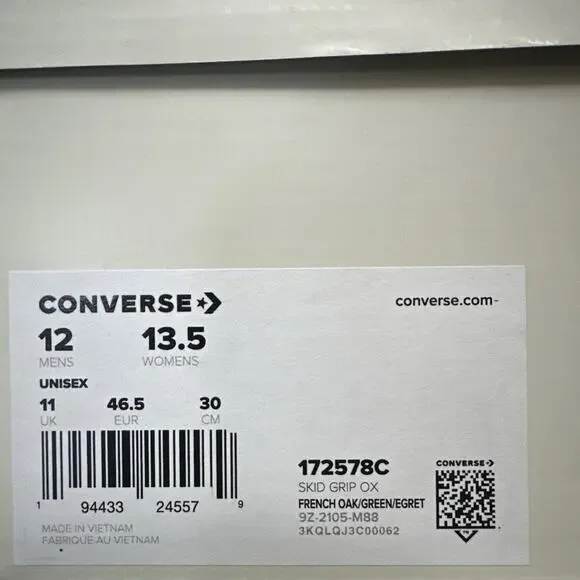 CONVERSE
converse.com
12 13.5
MENS WOMENS
UNISEX
11 46.5 30
UK EUR CM
1 94433 24557 9
MADE IN VIETNAM
FABRIQUE AU VIETNAM
172578C
SKID GRIP OX
FRENCH OAK/GREEN/EGRET
9Z-2105-M88
3KQLQJ3C00062
CONVERSE